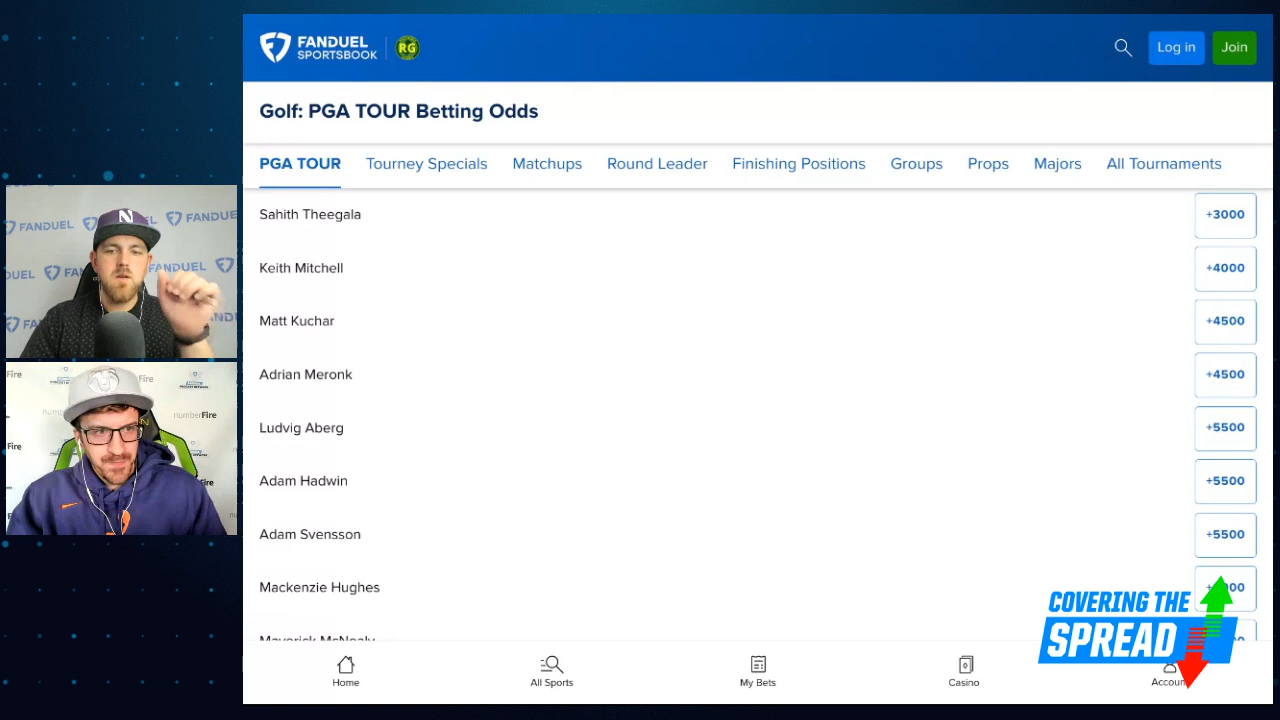 FANDUEL
SPORTSBOOK
RG
Log in
Join
Golf: PGA TOUR Betting Odds
PGA TOUR
Tourney Specials
Matchups
Round Leader
Finishing Positions
Groups
Props
Majors
All Tournaments
Sahith Theegala
+3000
Keith Mitchell
+4000
Matt Kuchar
+4500
Adrian Meronk
+4500
Ludvig Aberg
+5500
Adam Hadwin
+5500
Adam Svensson
+5500
Mackenzie Hughes
Maverick McNealy
Home
All Sports
My Bets
Casino
COVERING THE
SPREAD
N
FANDUEL
FANDUEL
numberFire